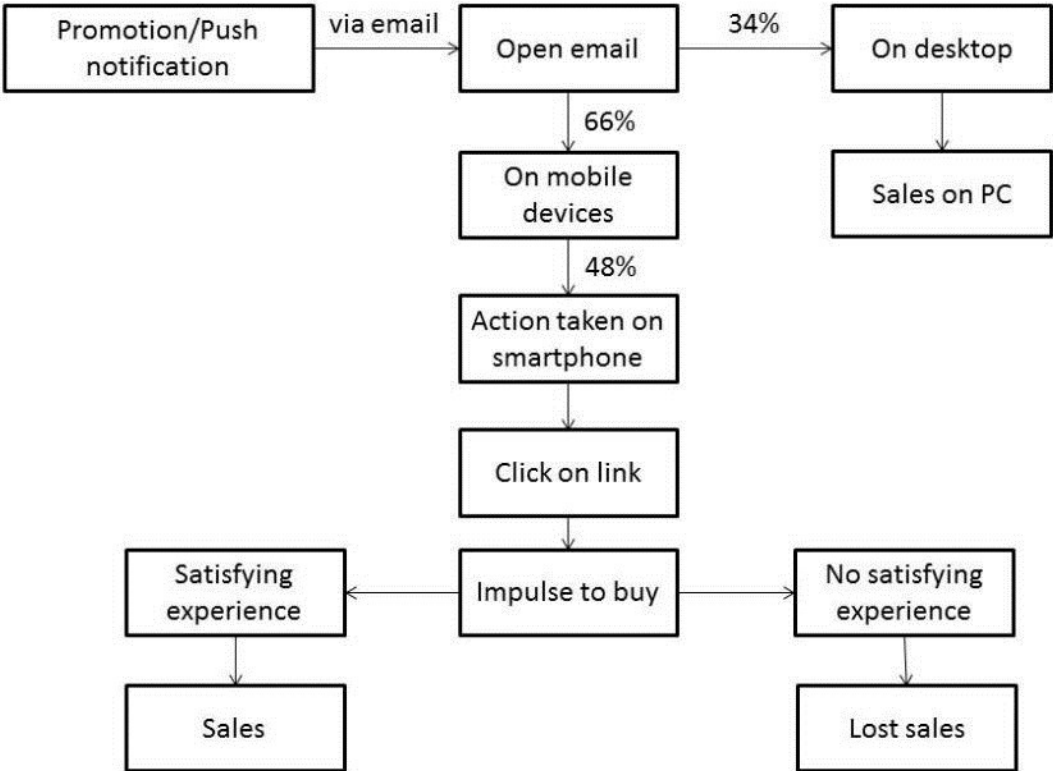 Promotion/Push
notification
via email
Open email
34%
On desktop
66%
On mobile
devices
Sales on PC
48%
Action taken on
smartphone
Click on link
Satisfying
experience
Impulse to buy
No satisfying
experience
Sales
Lost sales